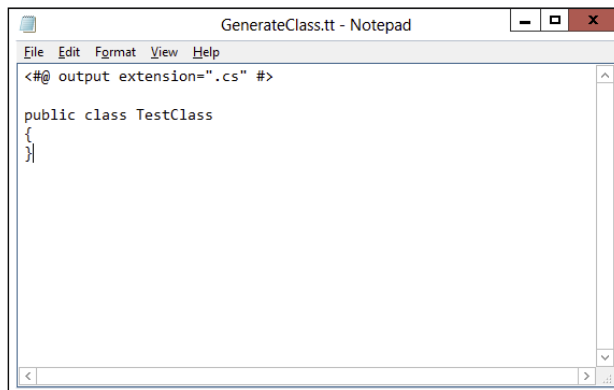 GenerateClass.tt - Notepad
File Edit Format View Help
<#@ output extension=".cs" #>
public class TestClass
{
}